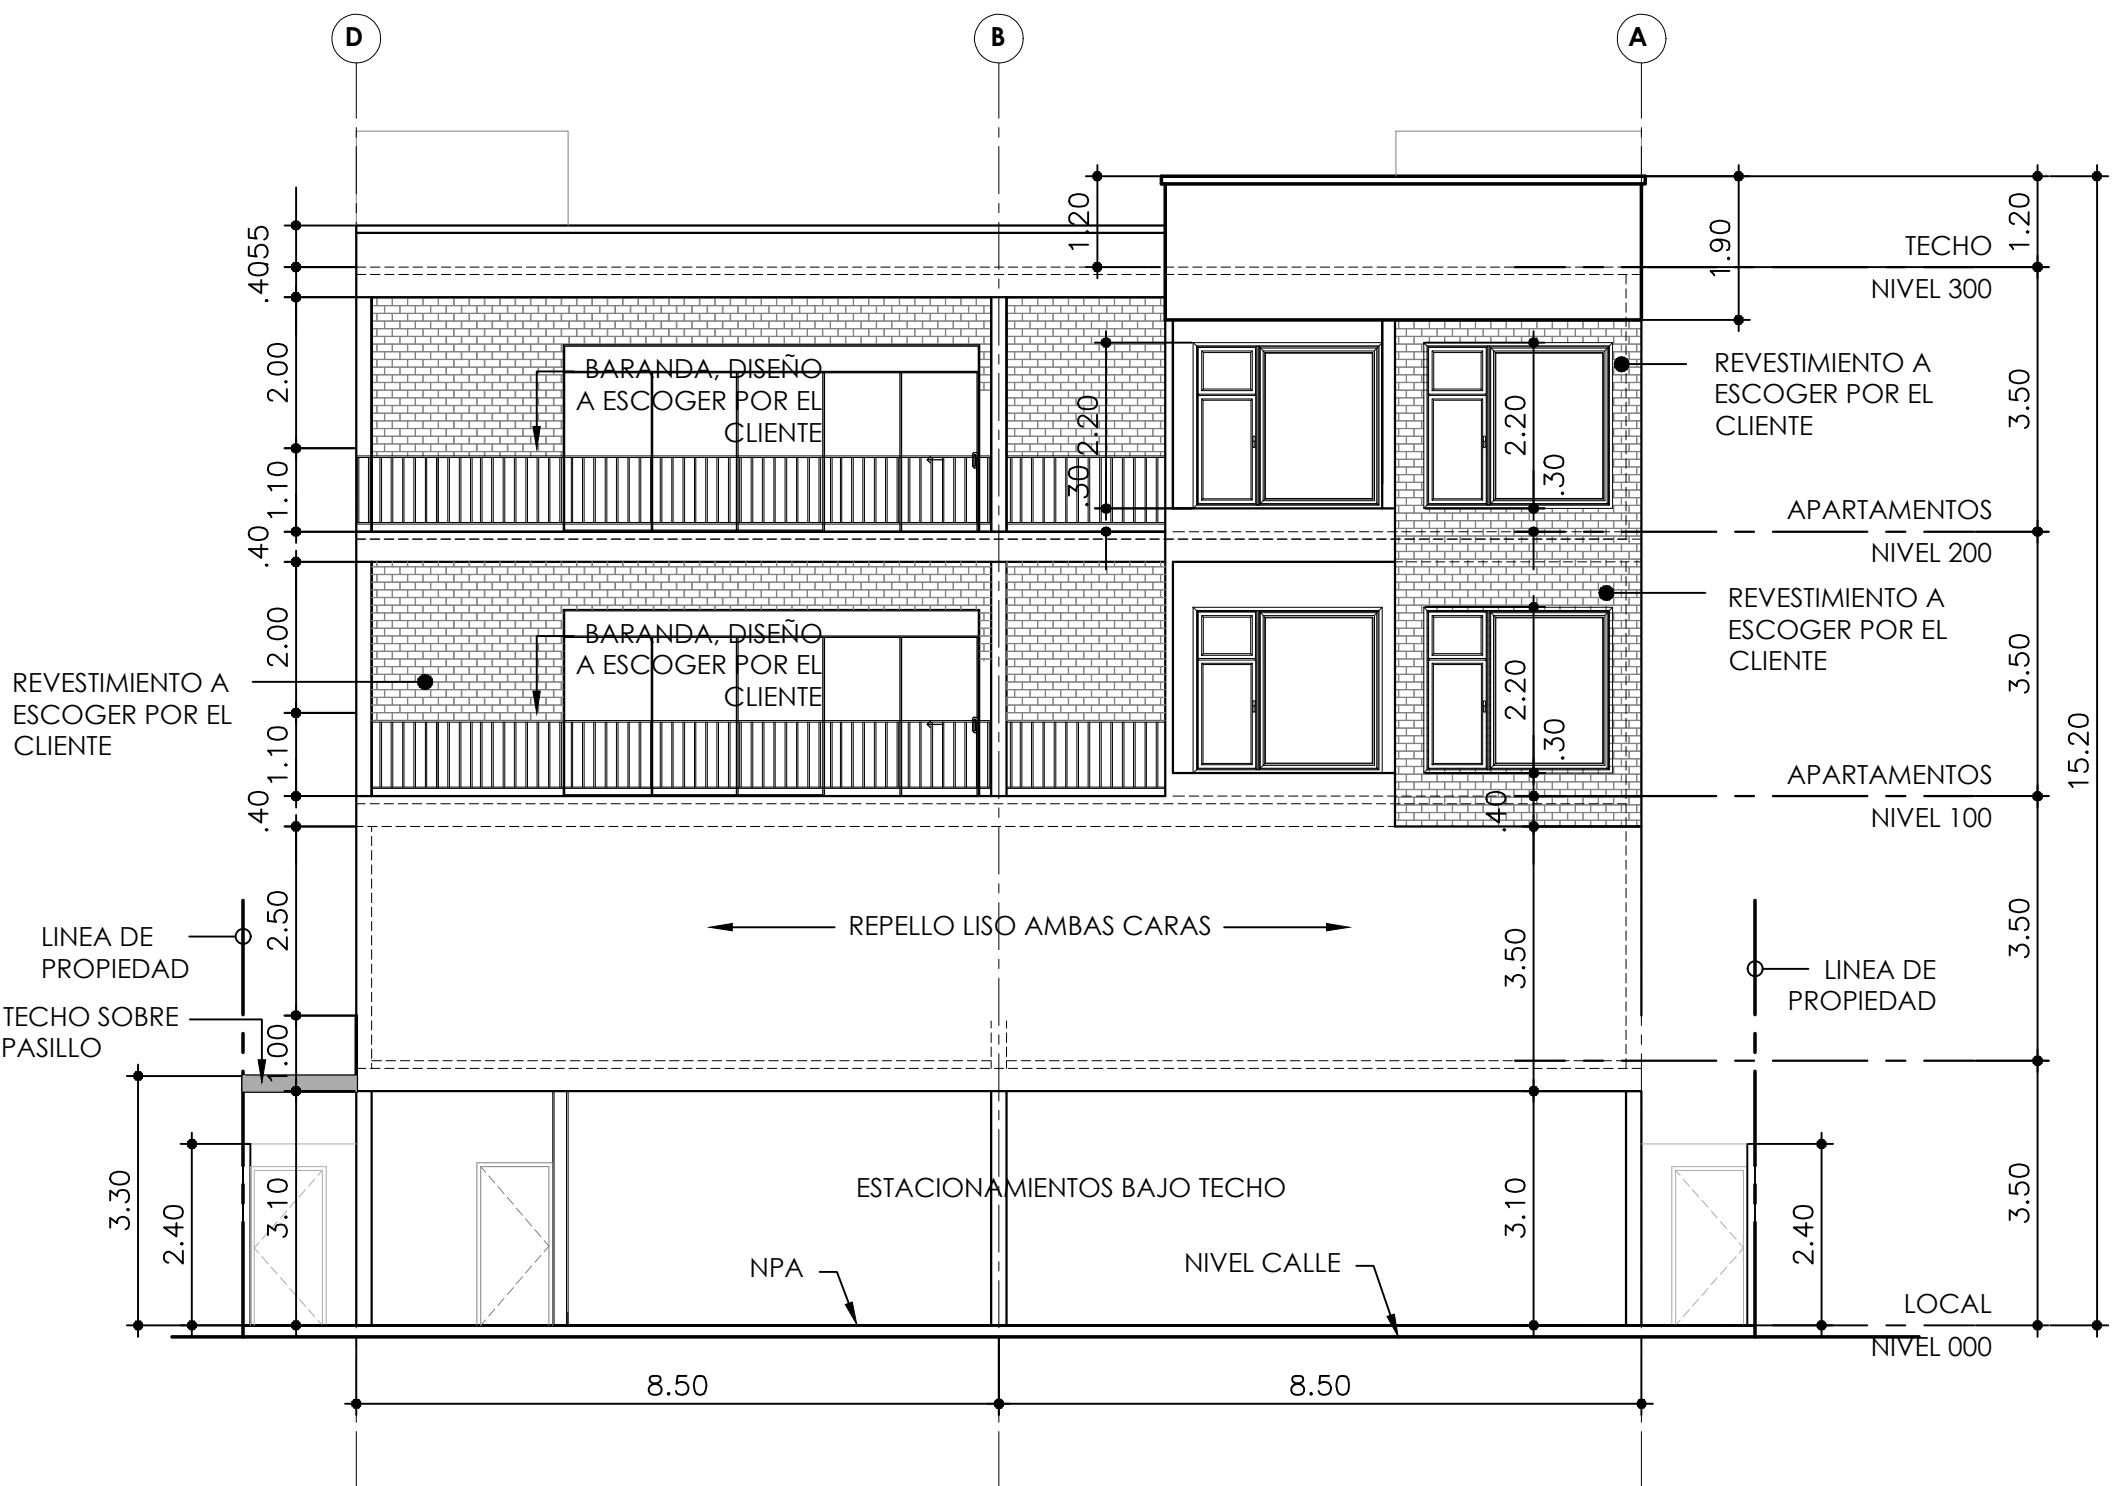 D
B
A
1.20
1.20
1.90
.55
.40
TECHO
NIVEL 300
2.00
BARANDA, DISEÑO
A ESCOGER POR EL
CLIENTE
2.20
.30
2.20
.30
REVESTIMIENTO A
ESCOGER POR EL
CLIENTE
3.50
1.10
APARTAMENTOS
NIVEL 200
.40
2.00
BARANDA, DISEÑO
A ESCOGER POR EL
CLIENTE
REVESTIMIENTO A
ESCOGER POR EL
CLIENTE
REVESTIMIENTO A
ESCOGER POR EL
CLIENTE
2.20
.30
3.50
15.20
1.10
APARTAMENTOS
NIVEL 100
.40
.40
LINEA DE
PROPIEDAD
2.50
REPELLO LISO AMBAS CARAS
3.50
3.50
LINEA DE
PROPIEDAD
TECHO SOBRE
PASILLO
1.00
3.30
2.40
3.10
ESTACIONAMIENTOS BAJO TECHO
3.10
2.40
3.50
NPA
NIVEL CALLE
LOCAL
NIVEL 000
8.50
8.50